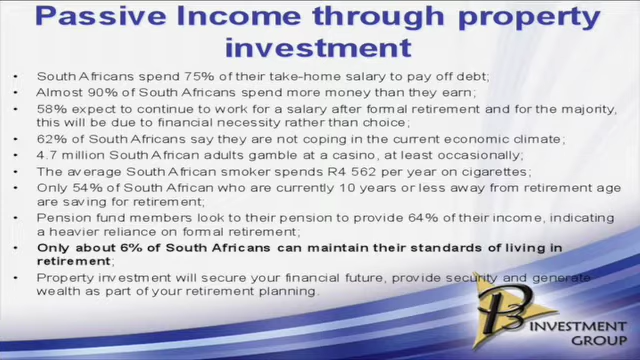 Passive Income through property
investment
• South Africans spend 75% of their take-home salary to pay off debt;
• Almost 90% of South Africans spend more money than they earn;
• 58% expect to continue to work for a salary after formal retirement and for the majority,
this will be due to financial necessity rather than choice;
• 62% of South Africans say they are not coping in the current economic climate;
• 4.7 million South African adults gamble at a casino, at least occasionally;
• The average South African smoker spends R4 562 per year on cigarettes;
• Only 54% of South African who are currently 10 years or less away from retirement age
are saving for retirement;
• Pension fund members look to their pension to provide 64% of their income, indicating
a heavier reliance on formal retirement;
• Only about 6% of South Africans can maintain their standards of living in
retirement;
• Property investment will secure your financial future, provide security and generate
wealth as part of your retirement planning.
P3
INVESTMENT
GROUP